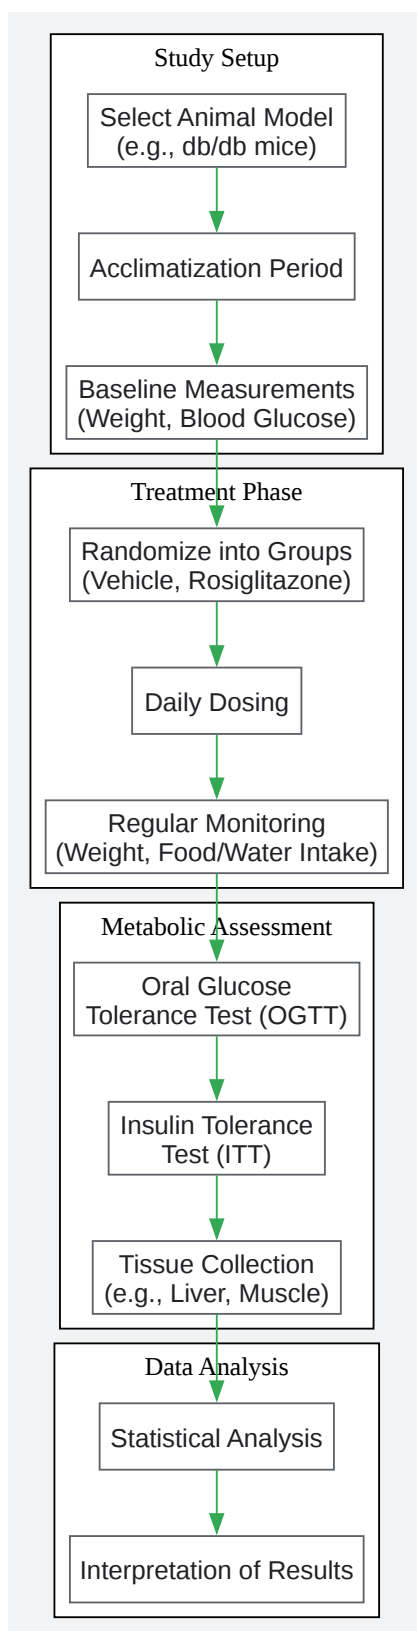 Study Setup
Select Animal Model
(e.g., db/db mice)
Acclimatization Period
Baseline Measurements
(Weight, Blood Glucose)
Treatment Phase
Randomize into Groups
(Vehicle, Rosiglitazone)
Daily Dosing
Regular Monitoring
(Weight, Food/Water Intake)
Metabolic Assessment
Oral Glucose
Tolerance Test (OGTT)
Insulin Tolerance
Test (ITT)
Tissue Collection
(e.g., Liver, Muscle)
Data Analysis
Statistical Analysis
Interpretation of Results